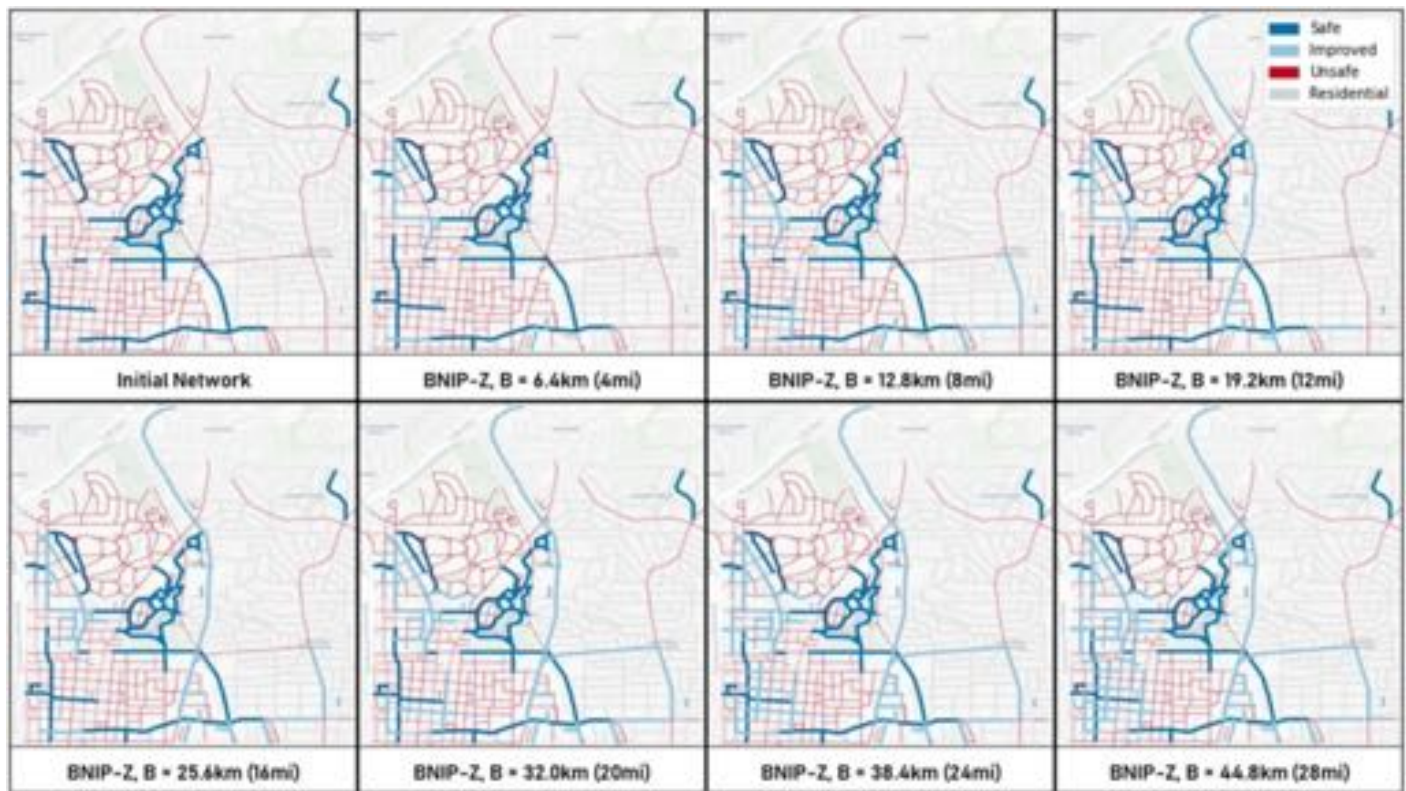 Safe
Improved
Unsafe
Residential
Initial Network
BNIP-Z, B = 6.4km (4mi)
BNIP-Z, B = 12.8km (8mi)
BNIP-Z, B = 19.2km (12mi)
BNIP-Z, B = 25.6km (16mi)
BNIP-Z, B = 32.0km (20mi)
BNIP-Z, B = 38.4km (24mi)
BNIP-Z, B = 44.8km (28mi)